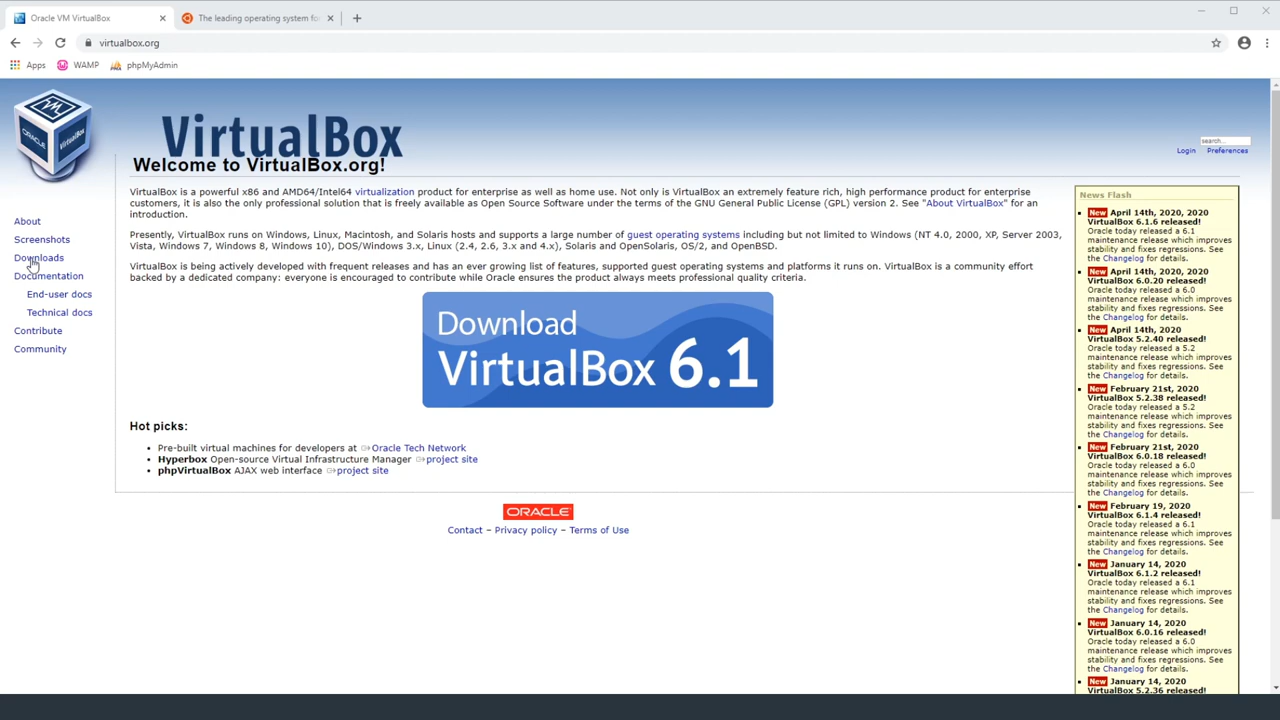 Oracle VM VirtualBox
The leading operating system fo
virtualbox.org
Apps
WAMP
phpMyAdmin
ORACLE
VirtualBox
VirtualBox
search...
Login
Preferences
Welcome to VirtualBox.org!
VirtualBox is a powerful x86 and AMD64/Intel64 virtualization product for enterprise as well as home use. Not only is VirtualBox an extremely feature rich, high performance product for enterprise
customers, it is also the only professional solution that is freely available as Open Source Software under the terms of the GNU General Public License (GPL) version 2. See "About VirtualBox" for an
introduction.
Presently, VirtualBox runs on Windows, Linux, Macintosh, and Solaris hosts and supports a large number of guest operating systems including but not limited to Windows (NT 4.0, 2000, XP, Server 2003,
Vista, Windows 7, Windows 8, Windows 10), DOS/Windows 3.x, Linux (2.4, 2.6, 3.x and 4.x), Solaris and OpenSolaris, OS/2, and OpenBSD.
VirtualBox is being actively developed with frequent releases and has an ever growing list of features, supported guest operating systems and platforms it runs on. VirtualBox is a community effort
backed by a dedicated company: everyone is encouraged to contribute while Oracle ensures the product always meets professional quality criteria.
About
Screenshots
Downloads
Documentation
End-user docs
Technical docs
Contribute
Community
Download
VirtualBox 6.1
Hot picks:
Pre-built virtual machines for developers at Oracle Tech Network
Hyperbox Open-source Virtual Infrastructure Manager project site
phpVirtualBox AJAX web interface project site
ORACLE
Contact – Privacy policy – Terms of Use
News Flash
New April 14th, 2020, 2020
VirtualBox 6.1.6 released!
Oracle today released a 6.1
maintenance release which improves
stability and fixes regressions. See
the Changelog for details.
New April 14th, 2020, 2020
VirtualBox 6.0.20 released!
Oracle today released a 6.0
maintenance release which improves
stability and fixes regressions. See
the Changelog for details.
New April 14th, 2020
VirtualBox 5.2.40 released!
Oracle today released a 5.2
maintenance release which improves
stability and fixes regressions. See
the Changelog for details.
New February 21st, 2020
VirtualBox 5.2.38 released!
Oracle today released a 5.2
maintenance release which improves
stability and fixes regressions. See
the Changelog for details.
New February 21st, 2020
VirtualBox 6.0.18 released!
Oracle today released a 6.0
maintenance release which improves
stability and fixes regressions. See
the Changelog for details.
New February 19, 2020
VirtualBox 6.1.4 released!
Oracle today released a 6.1
maintenance release which improves
stability and fixes regressions. See
the Changelog for details.
New January 14, 2020
VirtualBox 6.1.2 released!
Oracle today released a 6.1
maintenance release which improves
stability and fixes regressions. See
the Changelog for details.
New January 14, 2020
VirtualBox 6.0.16 released!
Oracle today released a 6.0
maintenance release which improves
stability and fixes regressions. See
the Changelog for details.
New January 14, 2020
VirtualBox 5.2.36 released!